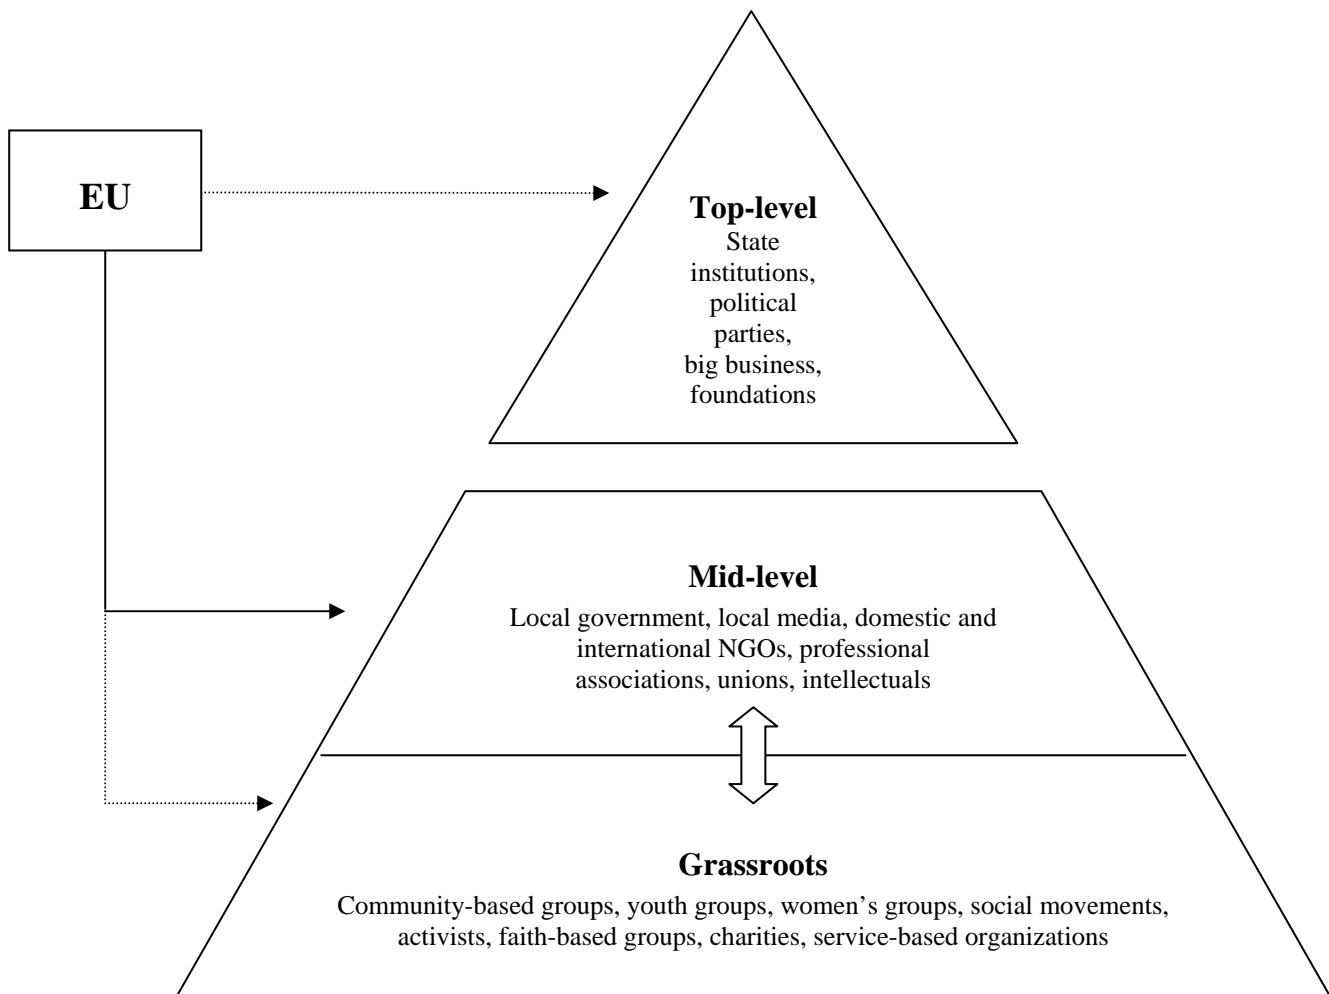 EU
Top-level
State
institutions,
political
parties,
big business,
foundations
Mid-level
Local government, local media, domestic and
international NGOs, professional
associations, unions, intellectuals
Grassroots
Community-based groups, youth groups, women’s groups, social movements,
activists, faith-based groups, charities, service-based organizations